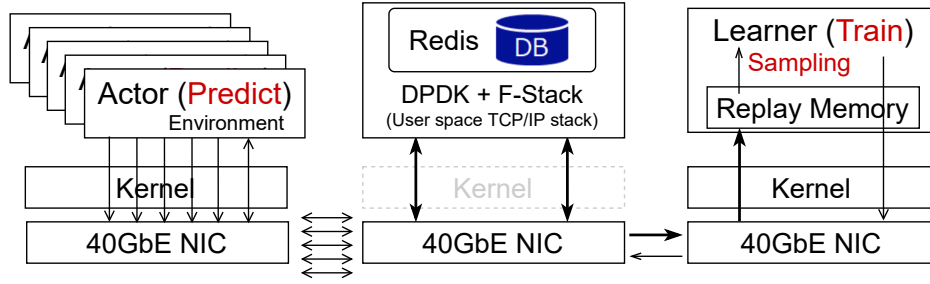 Actor (Predict)
Environment
Kernel
40GbE NIC
Redis
DB
DPDK + F-Stack
(User space TCP/IP stack)
Kernel
40GbE NIC
Learner (Train)
Sampling
Replay Memory
Kernel
40GbE NIC